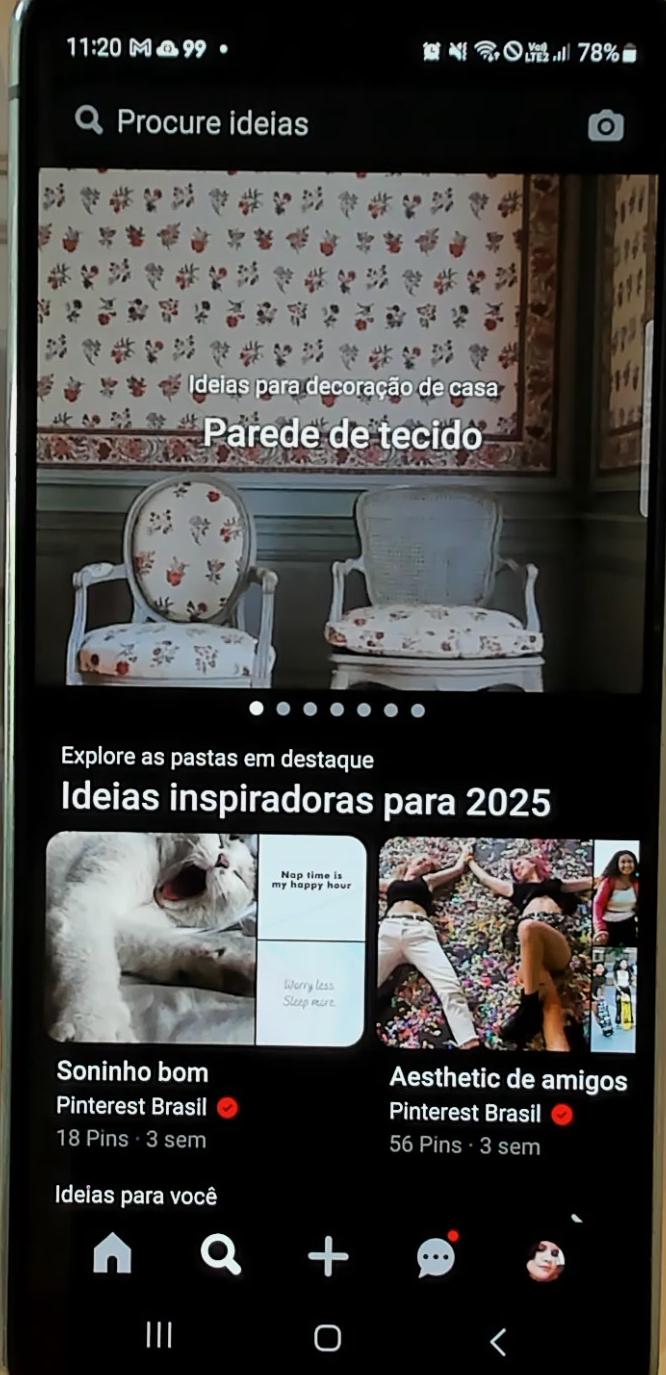 11:20 99
Vo)) LTE2 78%
Procure ideias
Ideias para decoração de casa
Parede de tecido
Explore as pastas em destaque
Ideias inspiradoras para 2025
Nap time is
my happy hour
Worry less
Sleep more
Soninho bom
Pinterest Brasil
18 Pins · 3 sem
Aesthetic de amigos
Pinterest Brasil
56 Pins · 3 sem
Ideias para você